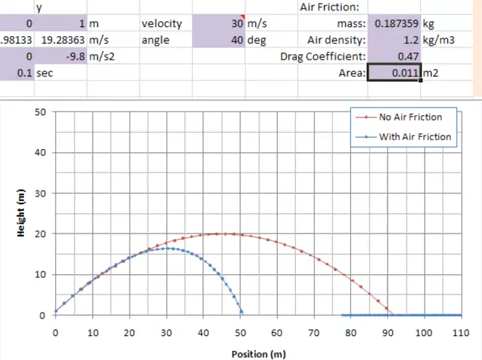 y Air Friction:
0 1 m velocity 30 m/s mass: 0.187359 kg
.98133 19.28363 m/s angle 40 deg Air density: 1.2 kg/m3
0 -9.8 m/s2 Drag Coefficient: 0.47
0.1 sec Area: 0.011 m2
50
No Air Friction
With Air Friction
40
30
20
10
0
Height (m)
0 10 20 30 40 50 60 70 80 90 100 110
Position (m)